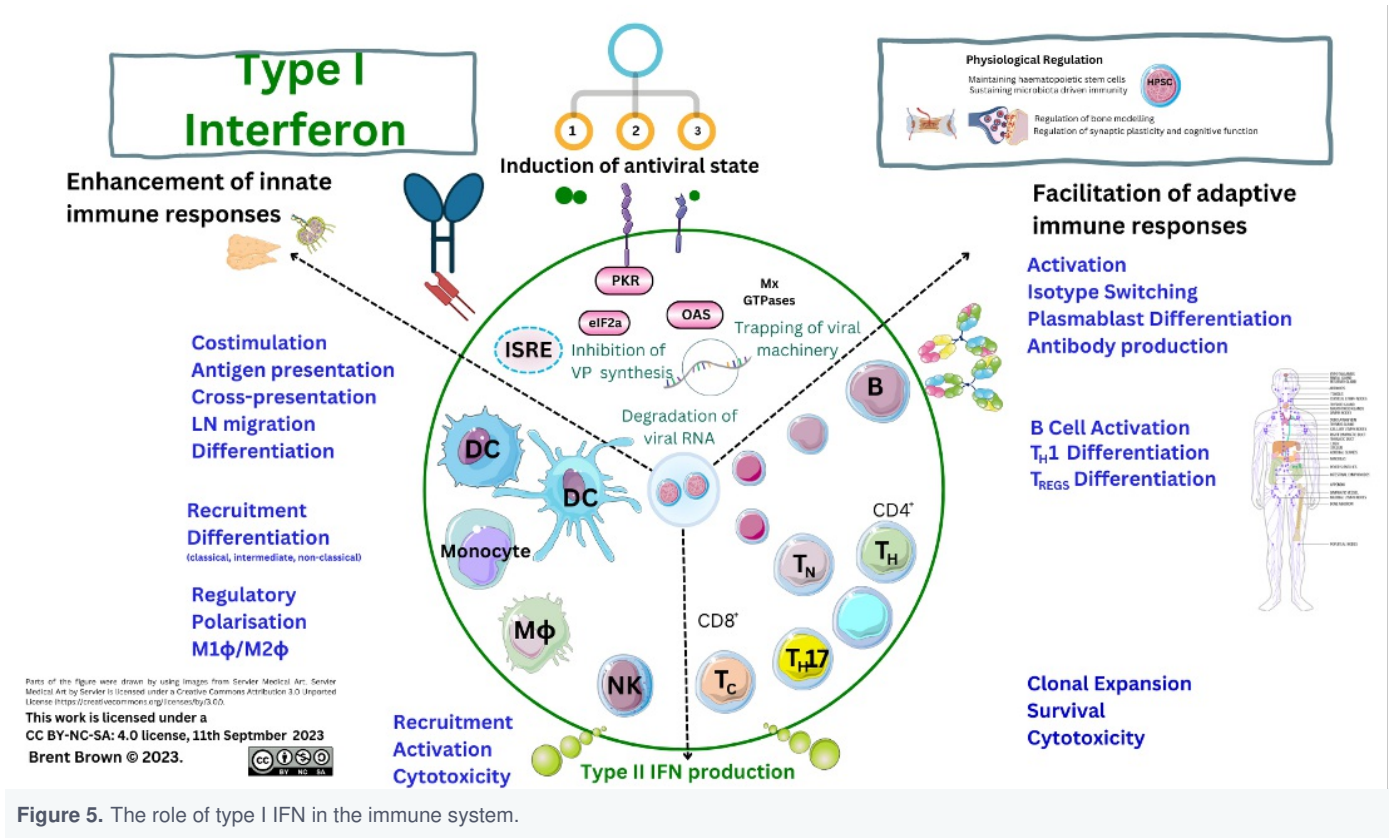 Type I
Interferon
1
2
3
Induction of antiviral state
Physiological Regulation
Maintaining haematopoietic stem cells
Sustaining microbiota driven immunity
HPSC
Regulation of bone modelling
Regulation of synaptic plasticity and cognitive function
Enhancement of innate
immune responses
Facilitation of adaptive
immune responses
Activation
Isotype Switching
Plasmablast Differentiation
Antibody production
PKR
eIF2a
OAS
Mx
GTPases
ISRE
Inhibition of
VP synthesis
Trapping of viral
machinery
Degradation of
viral RNA
Costimulation
Antigen presentation
Cross-presentation
LN migration
Differentiation
B
DC
DC
B Cell Activation
TH1 Differentiation
TREGS Differentiation
Recruitment
Differentiation
(classical, intermediate, non-classical)
Monocyte
CD4+
TN
TH
Regulatory
Polarisation
M1ϕ/M2ϕ
Mϕ
CD8+
TH17
NK
TC
Clonal Expansion
Survival
Cytotoxicity
Parts of the figure were drawn by using images from Servier Medical Art. Servier
Medical Art by Servier is licensed under a Creative Commons Attribution 3.0 Unported
License (https://creativecommons.org/licenses/by/3.0/).
This work is licensed under a
CC BY-NC-SA: 4.0 license, 11th Septmber 2023
Brent Brown © 2023.
cc
BY NC SA
Recruitment
Activation
Cytotoxicity
Type II IFN production
Figure 5. The role of type I IFN in the immune system.